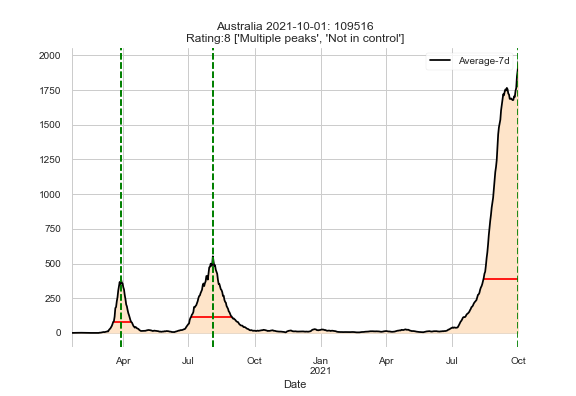 Australia 2021-10-01: 109516
Rating:8 ['Multiple peaks', 'Not in control']
Average-7d
2000
1750
1500
1250
1000
750
500
250
0
Apr Jul Oct Jan Apr Jul Oct
2021
Date